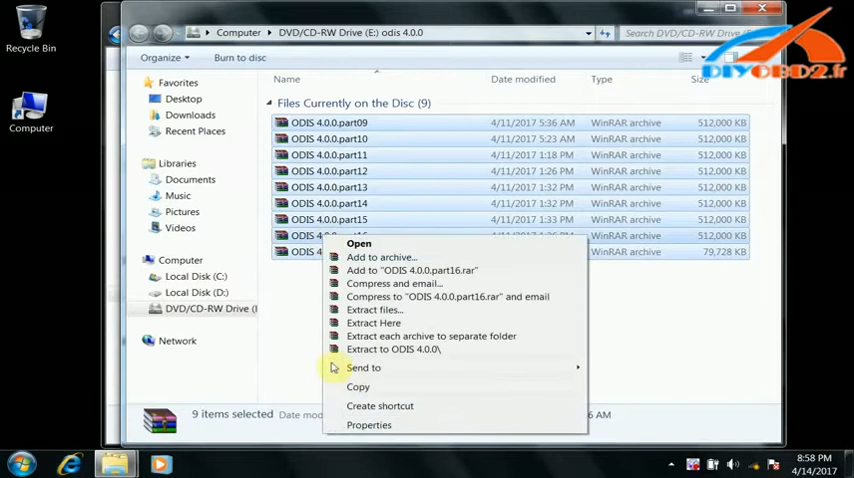 Recycle Bin
Computer
Computer DVD/CD-RW Drive (E:) odis 4.0.0
Search DVD/CD-RW Drive (E:) odis 4.0.0
DIYOBD2.fr
Organize Burn to disc
Name Date modified Type Size
Favorites
Desktop
Downloads
Recent Places
Libraries
Documents
Music
Pictures
Videos
Computer
Local Disk (C:)
Local Disk (D:)
DVD/CD-RW Drive (
Network
Files Currently on the Disc (9)
ODIS 4.0.0.part09 4/11/2017 5:36 AM WinRAR archive 512,000 KB
ODIS 4.0.0.part10 4/11/2017 5:23 AM WinRAR archive 512,000 KB
ODIS 4.0.0.part11 4/11/2017 1:18 PM WinRAR archive 512,000 KB
ODIS 4.0.0.part12 4/11/2017 1:26 PM WinRAR archive 512,000 KB
ODIS 4.0.0.part13 4/11/2017 1:32 PM WinRAR archive 512,000 KB
ODIS 4.0.0.part14 4/11/2017 1:32 PM WinRAR archive 512,000 KB
ODIS 4.0.0.part15 4/11/2017 1:33 PM WinRAR archive 512,000 KB
ODIS 4.0.0.part16 WinRAR archive 512,000 KB
ODIS 4 WinRAR archive 79,728 KB
Open
Add to archive...
Add to "ODIS 4.0.0.part16.rar"
Compress and email...
Compress to "ODIS 4.0.0.part16.rar" and email
Extract files...
Extract Here
Extract each archive to separate folder
Extract to ODIS 4.0.0\
Send to
Copy
Create shortcut
Properties
9 items selected Date mo 6 AM WinRAR archive
8:58 PM
4/14/2017